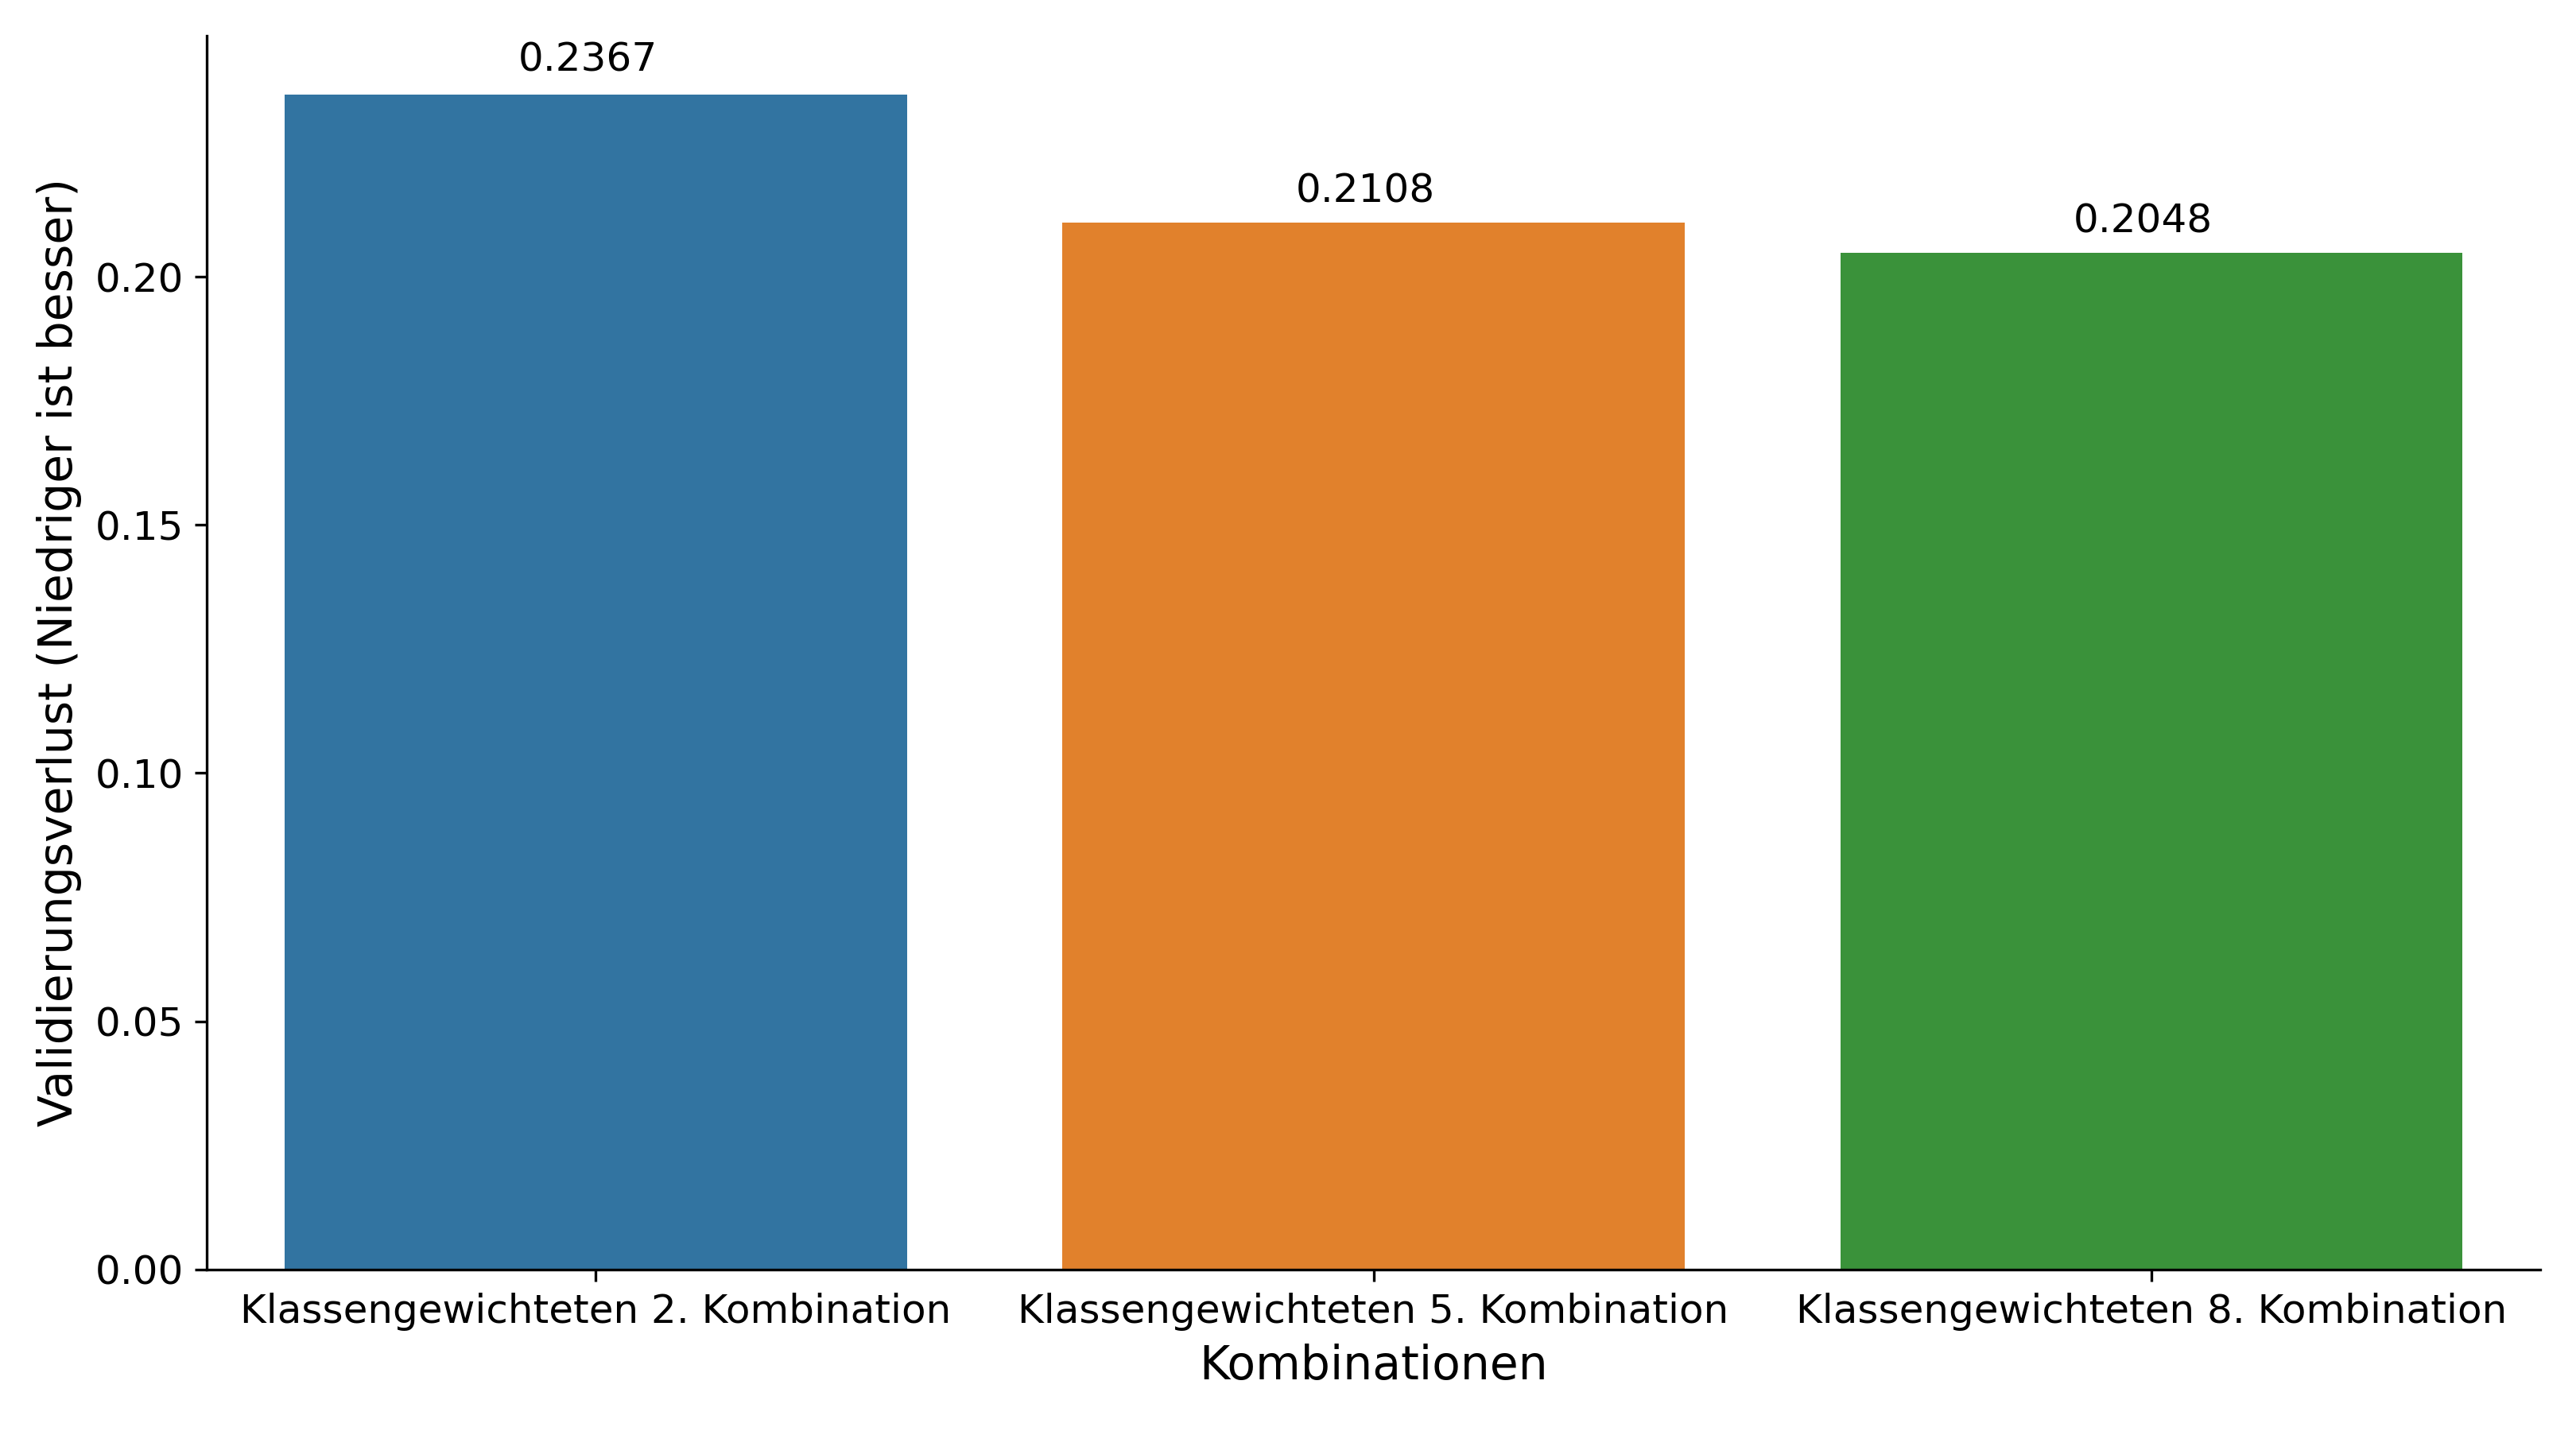 0.2367
0.2108
0.2048
Validierungsverlust (Niedriger ist besser)
0.20
0.15
0.10
0.05
0.00
Klassengewichteten 2. Kombination
Klassengewichteten 5. Kombination
Klassengewichteten 8. Kombination
Kombinationen